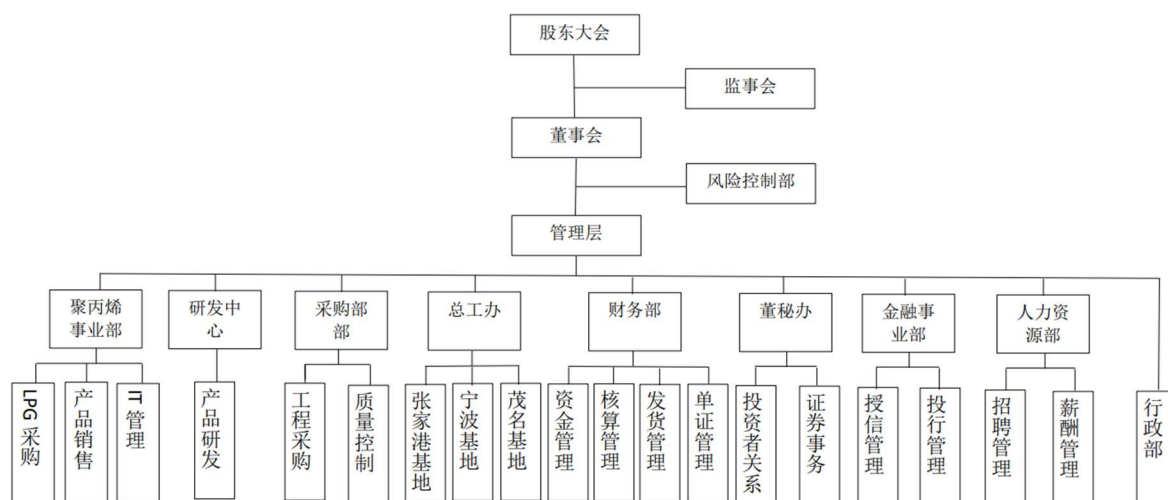 股东大会
监事会
董事会
风险控制部
管理层
聚丙烯
事业部
研发中
心
采购部
部
总工办
财务部
董秘办
金融事
业部
人力资
源部
LPG 采购
产品销售
IT 管理
产品研发
工程采购
质量控制
张家港基地
宁波基地
茂名基地
资金管理
核算管理
发货管理
单证管理
投资者关系
证券事务
授信管理
投行管理
招聘管理
薪酬管理
行政部